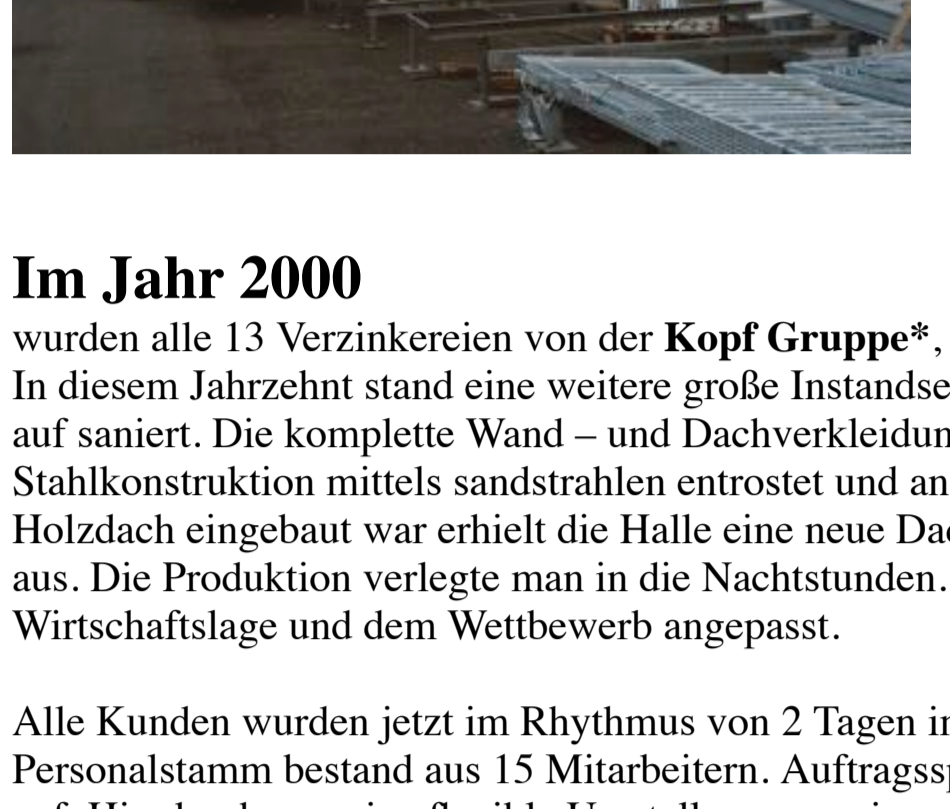 Im Jahr 2000
wurden alle 13 Verzinkereien von der Kopf Gruppe*,
In diesem Jahrzehnt stand eine weitere große Instandse
auf saniert. Die komplette Wand – und Dachverkleidun
Stahlkonstruktion mittels sandstrahlen entrostet und an
Holzdach eingebaut war erhielt die Halle eine neue Da
aus. Die Produktion verlegte man in die Nachtstunden.
Wirtschaftslage und dem Wettbewerb angepasst.
Alle Kunden wurden jetzt im Rhythmus von 2 Tagen i
Personalstamm bestand aus 15 Mitarbeitern. Auftragssp